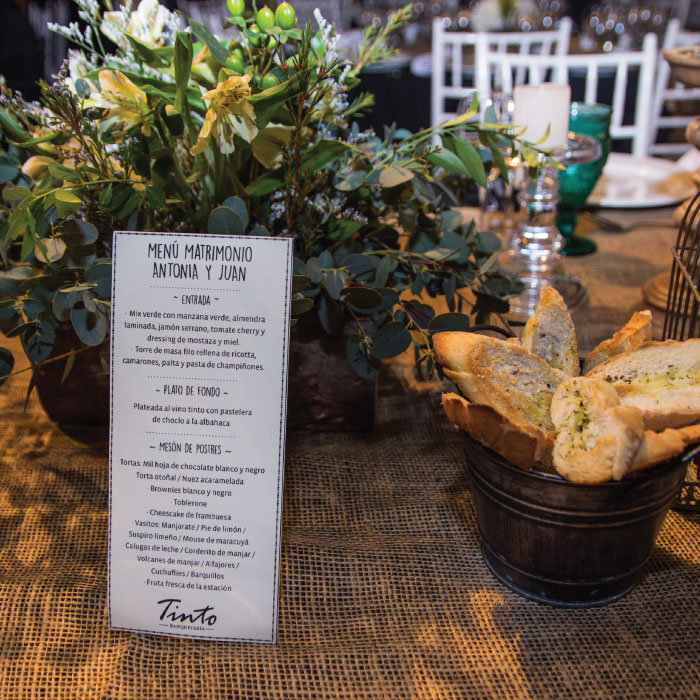 MENÚ MATRIMONIO
ANTONIA Y JUAN
~ ENTRADA ~
· Mix verde con manzana verde, almendra
laminada, jamón serrano, tomate cherry y
dressing de mostaza y miel.
· Torre de masa filo rellena de ricotta,
camarones, palta y pasta de champiñones.
~ PLATO DE FONDO ~
Plateada al vino tinto con pastelera
de choclo a la albahaca
~ MESÓN DE POSTRES ~
Tortas: Mil hoja de chocolate blanco y negro
Torta otoñal / Nuez acaramelada
· Brownies blanco y negro
· Toblerone
· Cheescake de frambuesa
· Vasitos: Manjarate / Pie de limón /
Suspiro limeño / Mouse de maracuyá
· Calugas de leche / Corderito de manjar /
Volcanes de manjar / Alfajores /
Cuchuflies / Barquillos
· Fruta fresca de la estación
Tinto
BANQUETERÍA